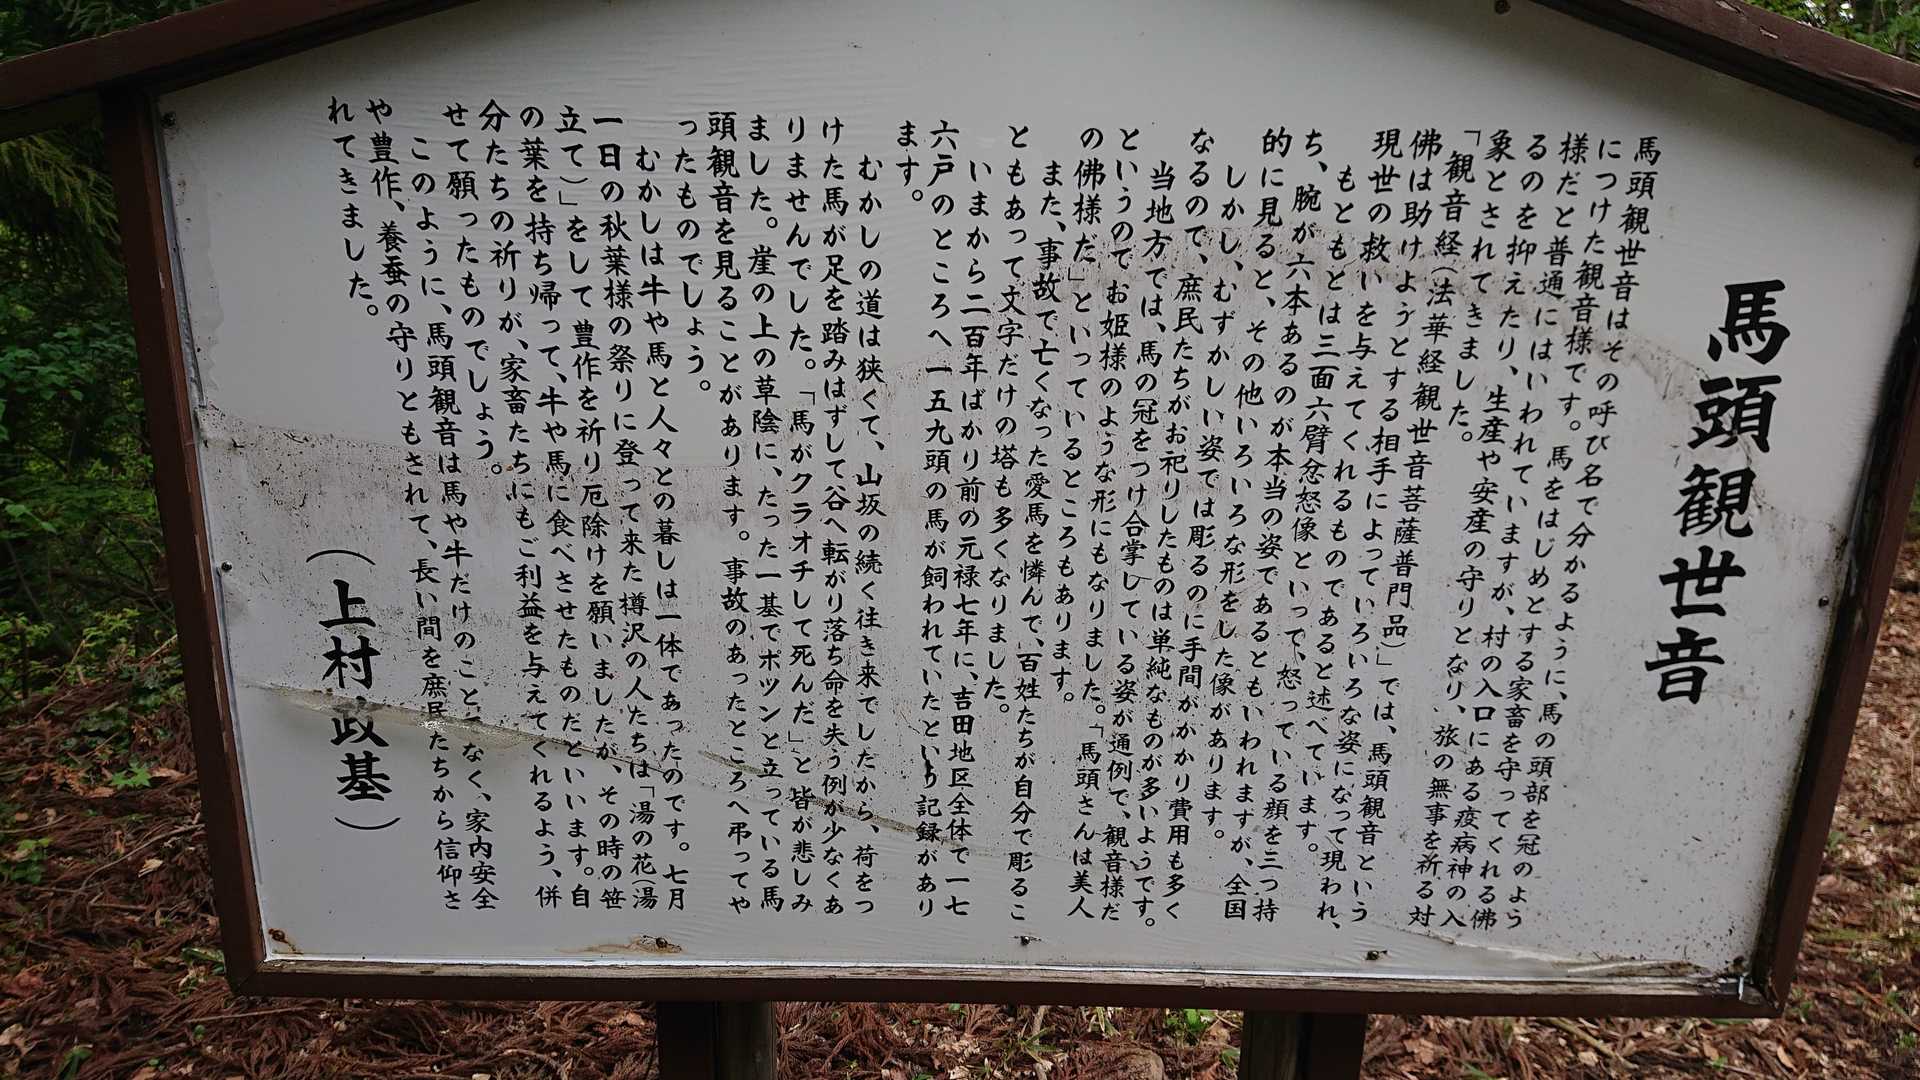 馬頭観世音
馬頭観世音はその呼び名で分かるように、馬の頭部を冠のよう
につけた観音様です。馬をはじめとする家畜を守ってくれる佛
様だと普通にはいわれていますが、村の入口にある疫病神の入
るのを抑えたり、生産や安産の守りとなり、旅の無事を祈る対
象とされてきました。
「観音経(法華経観世音菩薩普門品)」では、馬頭観音という
佛は助けようとする相手によっていろいろな姿になって現われ、
現世の救いを与えてくれるものであると述べています。
もともとは三面六臂忿怒像といって、怒っている顔を三つ持
ち、腕が六本あるのが本当の姿であるともいわれますが、全国
的に見ると、その他いろいろな形をした像があります。
しかし、むずかしい姿では彫るのに手間がかかり費用も多く
なるので、庶民たちがお祀りしたものは単純なものが多いようです。
当地方では、馬の冠をつけ合掌している姿が通例で、観音様だ
というのでお姫様のような形にもなりました。「馬頭さんは美人
の佛様だ」といっているところもあります。
また、事故で亡くなった愛馬を憐んで、百姓たちが自分で彫るこ
ともあって文字だけの塔も多くなりました。
いまから二百年ばかり前の元禄七年に、吉田地区全体で一七
六戸のところへ一五九頭の馬が飼われていたという記録があり
ます。
むかしの道は狭くて、山坂の続く往き来でしたから、荷をつ
けた馬が足を踏みはずして谷へ転がり落ち命を失う例が少なくあ
りませんでした。「馬がクラオチして死んだ」と皆が悲しみ
ました。崖の上の草陰に、たった一基でポツンと立っている馬
頭観音を見ることがあります。事故のあったところへ弔ってや
ったものでしょう。
むかしは牛や馬と人々との暮しは一体であったのです。七月
一日の秋葉様の祭りに登って来た樽沢の人たちは「湯の花(湯
立て)」をして豊作を祈り厄除けを願いましたが、その時の笹
の葉を持ち帰って、牛や馬に食べさせたものだといいます。自
分たちの祈りが、家畜たちにもご利益を与えてくれるよう、併
せて願ったものでしょう。
このように、馬頭観音は馬や牛だけのこと でなく、家内安全
や豊作、養蚕の守りともされて、長い間を庶民たちから信仰さ
れてきました。
(上村政基)